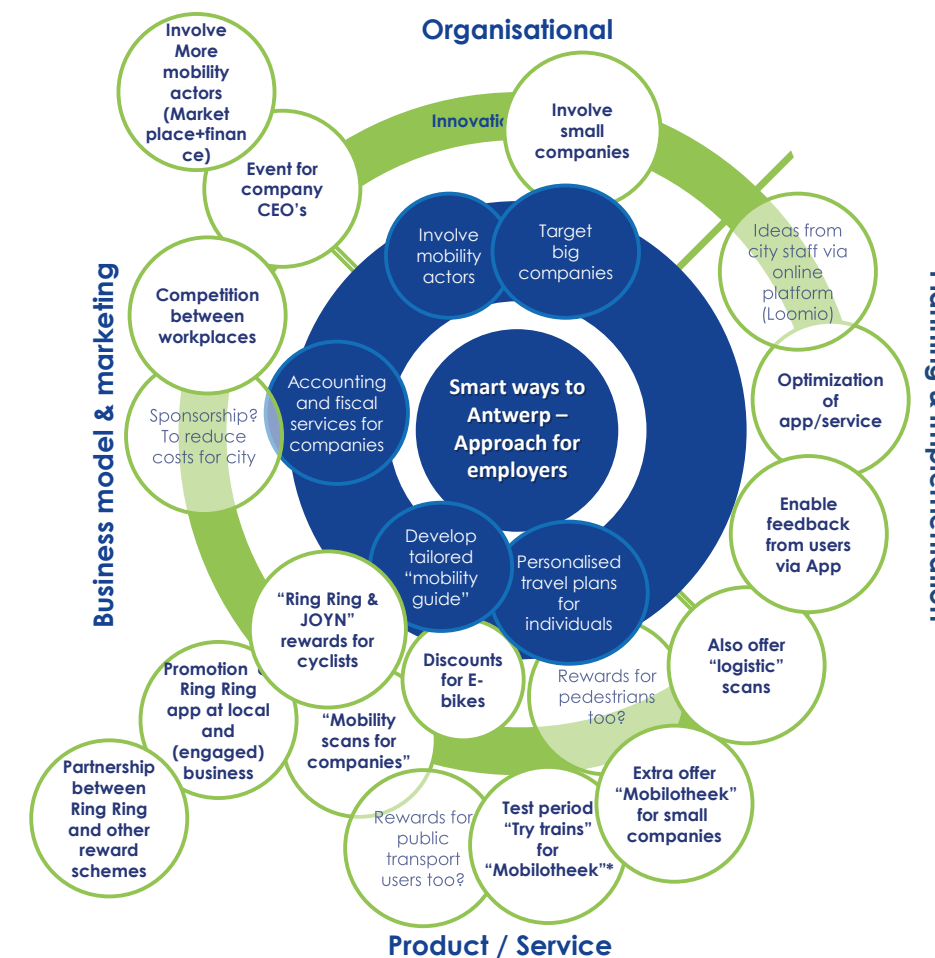 Organisational
Involve
More
mobility
actors
(Market
place+finan
ce)
Event for
company
CEO’s
Involve
small
companies
Involve
mobility
actors
Target
big
companies
Ideas from
city staff via
online
platform
(Loomio)
Business model & marketing
Competition
between
workplaces
Sponsorship?
To reduce
costs for city
Accounting
and fiscal
services for
companies
Smart ways to
Antwerp –
Approach for
employers
Optimization
of
app/service
Enable
feedback
from users
via App
Develop
tailored
“mobility
guide”
Personalised
travel plans
for
individuals
“Ring Ring &
JOYN”
rewards for
cyclists
Discounts
for E-
bikes
Rewards for
pedestrians
too?
Also offer
“logistic”
scans
Promotion
Ring Ring
app at local
and
(engaged)
business
“Mobility
scans for
companies”
Partnership
between
Ring Ring
and other
reward
schemes
Rewards for
public
transport
users too?
Test period
“Try trains”
for
“Mobilotheek”*
Extra offer
“Mobilotheek”
for small
companies
Product / Service